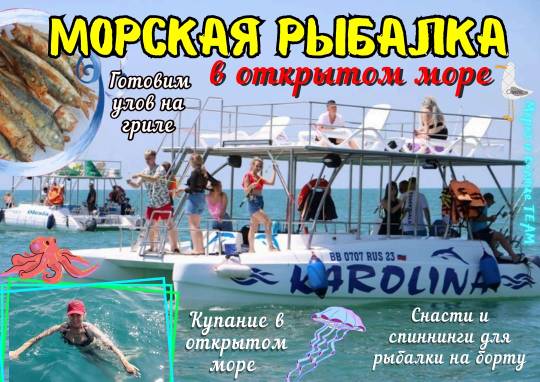 МОРСКАЯ РЫБАЛКА
в открытом море
Готовим
улов на
гриле
ВВ 0707 RUS 23
KAROLINA
Купание в
открытом
море
Снасти и
спиннинги для
рыбалки на борту